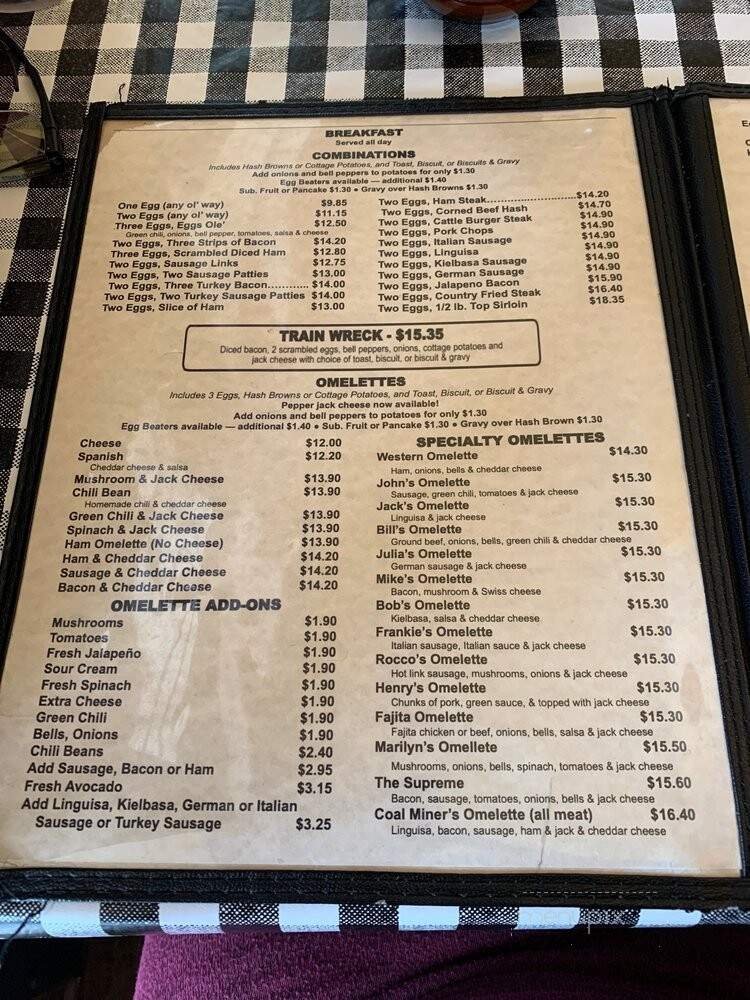 BREAKFAST
Served all day
COMBINATIONS
Includes Hash Browns or Cottage Potatoes, and Toast, Biscuit, or Biscuits & Gravy
Add onions and bell peppers to potatoes for only $1.30
Egg Beaters available — additional $1.40
Sub. Fruit or Pancake $1.30 ● Gravy over Hash Browns $1.30
One Egg (any ol' way) $9.85
Two Eggs (any ol' way) $11.15
Three Eggs, Eggs Ole' $12.50
Green chili, onions, bell pepper, tomatoes, salsa & cheese
Two Eggs, Three Strips of Bacon $14.20
Three Eggs, Scrambled Diced Ham $12.80
Two Eggs, Sausage Links $12.75
Two Eggs, Two Sausage Patties $13.00
Two Eggs, Three Turkey Bacon............ $14.00
Two Eggs, Two Turkey Sausage Patties $14.00
Two Eggs, Slice of Ham $13.00
Two Eggs, Ham Steak........................ $14.20
Two Eggs, Corned Beef Hash $14.70
Two Eggs, Cattle Burger Steak $14.90
Two Eggs, Pork Chops $14.90
Two Eggs, Italian Sausage $14.90
Two Eggs, Linguisa $14.90
Two Eggs, Kielbasa Sausage $14.90
Two Eggs, German Sausage $14.90
Two Eggs, Jalapeno Bacon $15.90
Two Eggs, Country Fried Steak $16.40
Two Eggs, 1/2 lb. Top Sirloin $18.35
TRAIN WRECK - $15.35
Diced bacon, 2 scrambled eggs, bell peppers, onions, cottage potatoes and
jack cheese with choice of toast, biscuit, or biscuit & gravy
OMELETTES
Includes 3 Eggs, Hash Browns or Cottage Potatoes, and Toast, Biscuit, or Biscuit & Gravy
Pepper jack cheese now available!
Add onions and bell peppers to potatoes for only $1.30
Egg Beaters available — additional $1.40 ● Sub. Fruit or Pancake $1.30 ● Gravy over Hash Brown $1.30
Cheese $12.00
Spanish $12.20
Cheddar cheese & salsa
Mushroom & Jack Cheese $13.90
Chili Bean $13.90
Homemade chili & cheddar cheese
Green Chili & Jack Cheese $13.90
Spinach & Jack Cheese $13.90
Ham Omelette (No Cheese) $13.90
Ham & Cheddar Cheese $14.20
Sausage & Cheddar Cheese $14.20
Bacon & Cheddar Cheese $14.20
OMELETTE ADD-ONS
Mushrooms $1.90
Tomatoes $1.90
Fresh Jalapeño $1.90
Sour Cream $1.90
Fresh Spinach $1.90
Extra Cheese $1.90
Green Chili $1.90
Bells, Onions $1.90
Chili Beans $2.40
Add Sausage, Bacon or Ham $2.95
Fresh Avocado $3.15
Add Linguisa, Kielbasa, German or Italian
Sausage or Turkey Sausage $3.25
SPECIALTY OMELETTES
Western Omelette $14.30
Ham, onions, bells & cheddar cheese
John's Omelette $15.30
Sausage, green chili, tomatoes & jack cheese
Jack's Omelette $15.30
Linguisa & jack cheese
Bill's Omelette $15.30
Ground beef, onions, bells, green chili & cheddar cheese
Julia's Omelette $15.30
German sausage & jack cheese
Mike's Omelette $15.30
Bacon, mushroom & Swiss cheese
Bob's Omelette $15.30
Kielbasa, salsa & cheddar cheese
Frankie's Omelette $15.30
Italian sausage, Italian sauce & jack cheese
Rocco's Omelette $15.30
Hot link sausage, mushrooms, onions & jack cheese
Henry's Omelette $15.30
Chunks of pork, green sauce, & topped with jack cheese
Fajita Omelette $15.30
Fajita chicken or beef, onions, bells, salsa & jack cheese
Marilyn's Omellete $15.50
Mushrooms, onions, bells, spinach, tomatoes & jack cheese
The Supreme $15.60
Bacon, sausage, tomatoes, onions, bells & jack cheese
Coal Miner's Omelette (all meat) $16.40
Linguisa, bacon, sausage, ham & jack & cheddar cheese